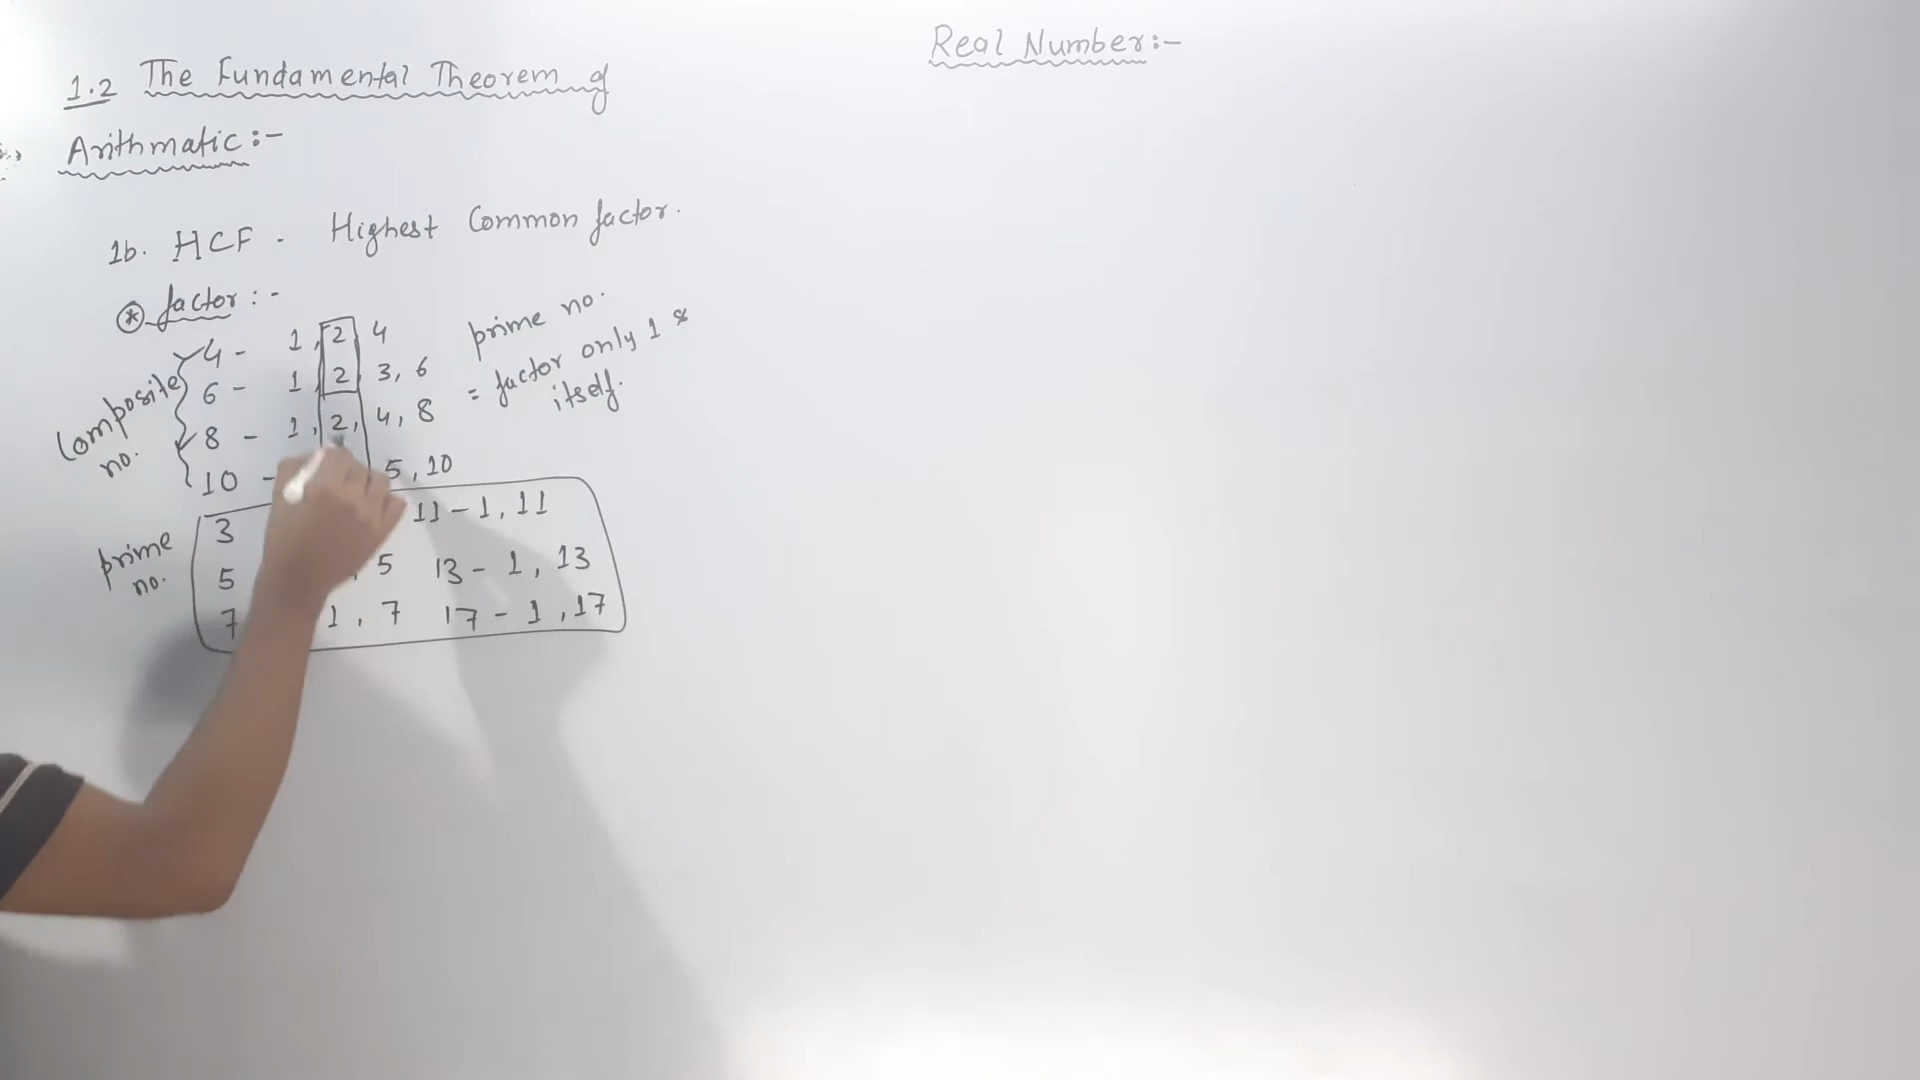 Real Number:-
1.2 The Fundamental Theorem of
Arithmatic:-
1b. HCF - Highest Common factor.
* factor :-
Composite no.
4 - 1, 2, 4
6 - 1, 2, 3, 6
8 - 1, 2, 4, 8
10 - 5, 10
prime no.
= factor only 1 &
itself.
prime no.
3 11 - 1, 11
5 , 5 13 - 1, 13
7 1, 7 17 - 1, 17